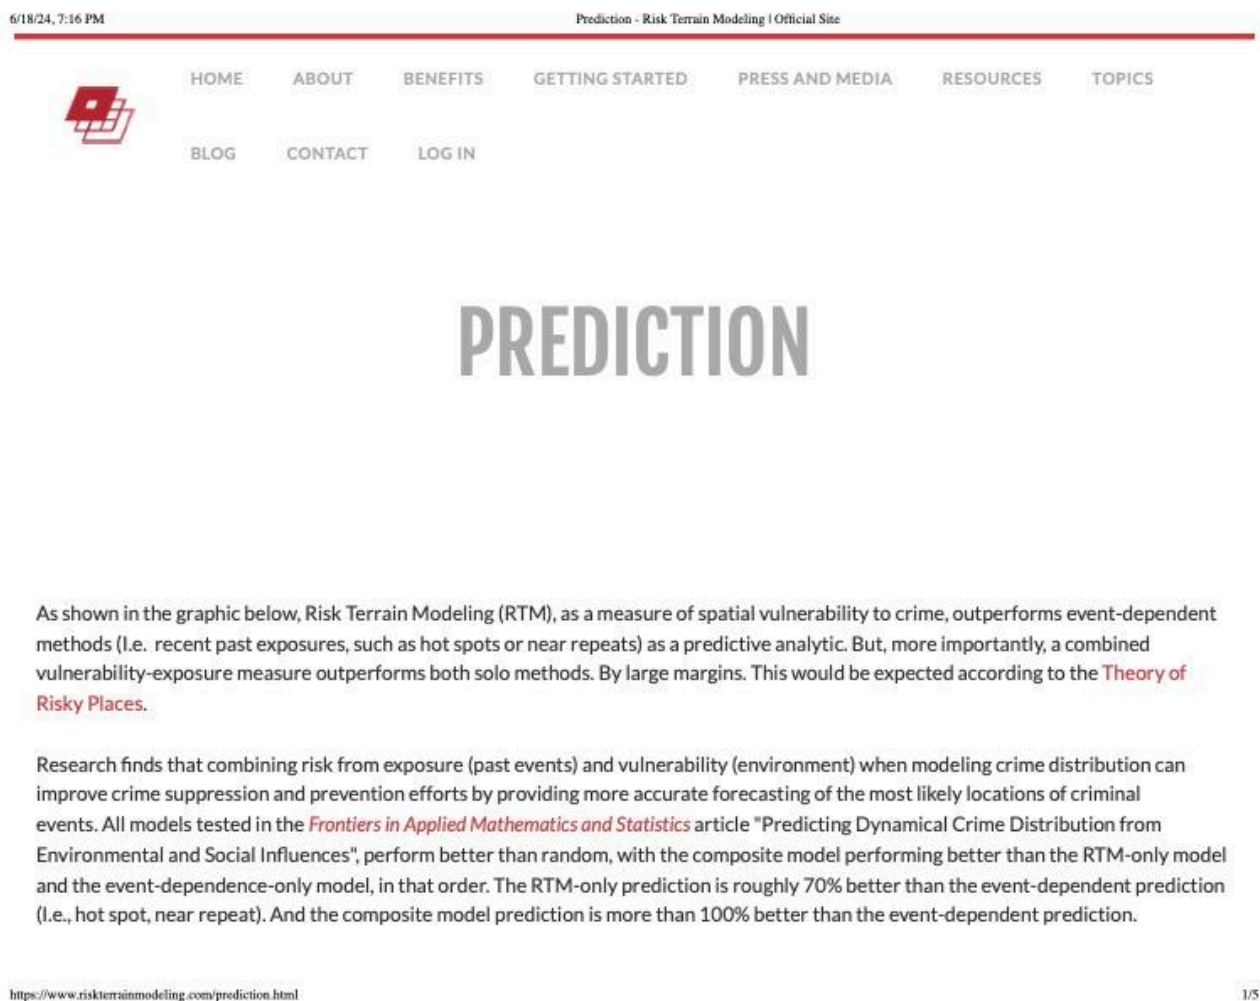 6/18/24, 7:16 PM
Prediction - Risk Terrain Modeling | Official Site
HOME ABOUT BENEFITS GETTING STARTED PRESS AND MEDIA RESOURCES TOPICS
BLOG CONTACT LOG IN
PREDICTION
As shown in the graphic below, Risk Terrain Modeling (RTM), as a measure of spatial vulnerability to crime, outperforms event-dependent
methods (I.e. recent past exposures, such as hot spots or near repeats) as a predictive analytic. But, more importantly, a combined
vulnerability-exposure measure outperforms both solo methods. By large margins. This would be expected according to the Theory of
Risky Places.
Research finds that combining risk from exposure (past events) and vulnerability (environment) when modeling crime distribution can
improve crime suppression and prevention efforts by providing more accurate forecasting of the most likely locations of criminal
events. All models tested in the Frontiers in Applied Mathematics and Statistics article "Predicting Dynamical Crime Distribution from
Environmental and Social Influences", perform better than random, with the composite model performing better than the RTM-only model
and the event-dependence-only model, in that order. The RTM-only prediction is roughly 70% better than the event-dependent prediction
(I.e., hot spot, near repeat). And the composite model prediction is more than 100% better than the event-dependent prediction.
https://www.riskterrainmodeling.com/prediction.html
1/5